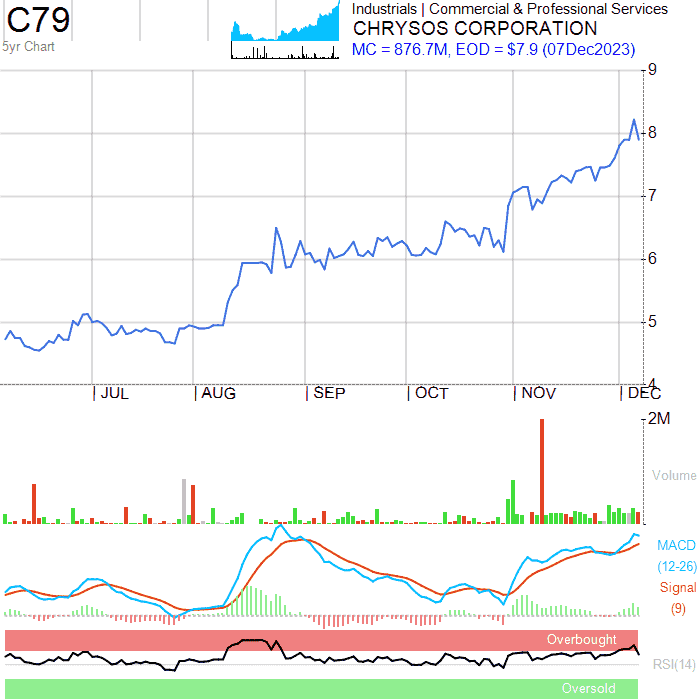 C79
5yr Chart
Industrials | Commercial & Professional Services
CHRYSOS CORPORATION
MC = 876.7M, EOD = $7.9 (07Dec2023)
9
8
7
6
5
4
JUL
AUG
SEP
OCT
NOV
DEC
2M
Volume
MACD
(12-26)
Signal
(9)
Overbought
RSI(14)
Oversold